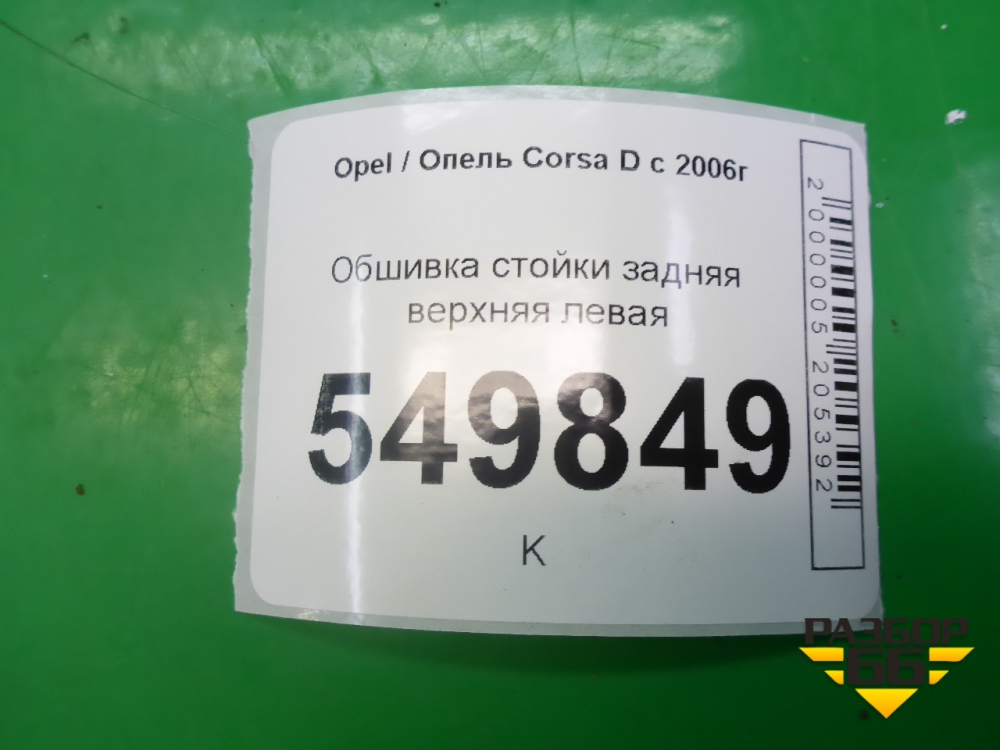 Opel / Опель Corsa D с 2006г
Обшивка стойки задняя
верхняя левая
549849
К
2000005205392
РАЗБОР
66